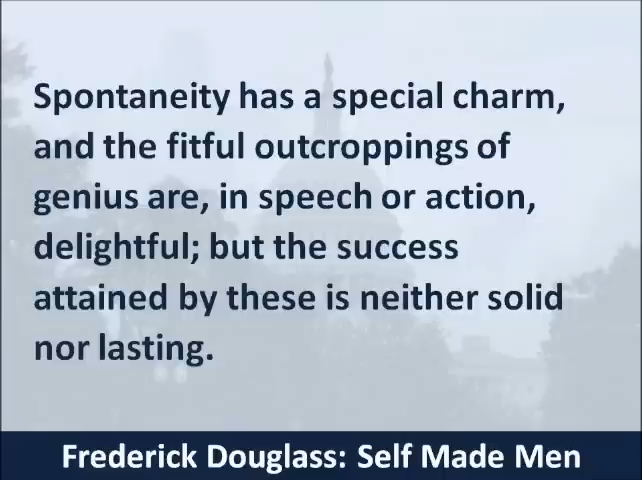 Spontaneity has a special charm,
and the fitful outcroppings of
genius are, in speech or action,
delightful; but the success
attained by these is neither solid
nor lasting.
Frederick Douglass: Self Made Men